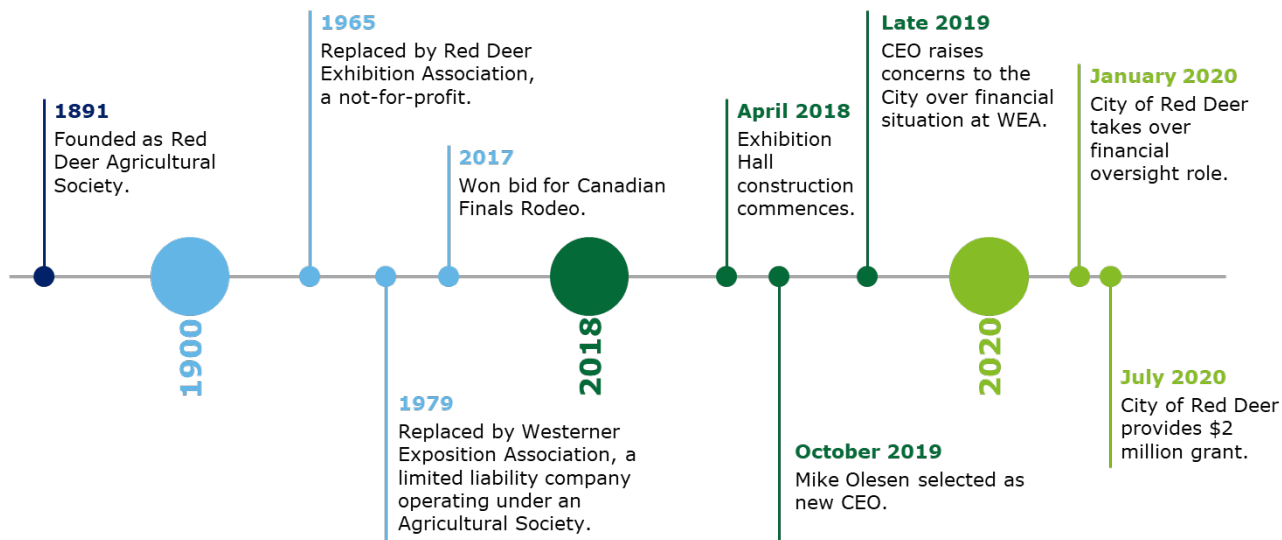 1891
Founded as Red
Deer Agricultural
Society.
1900
1965
Replaced by Red Deer
Exhibition Association,
a not-for-profit.
1979
Replaced by Westerner
Exposition Association, a
limited liability company
operating under an
Agricultural Society.
2017
Won bid for Canadian
Finals Rodeo.
2018
April 2018
Exhibition
Hall
construction
commences.
October 2019
Mike Olesen selected as
new CEO.
Late 2019
CEO raises
concerns to the
City over financial
situation at WEA.
2020
January 2020
City of Red Deer
takes over
financial
oversight role.
July 2020
City of Red Deer
provides $2
million grant.